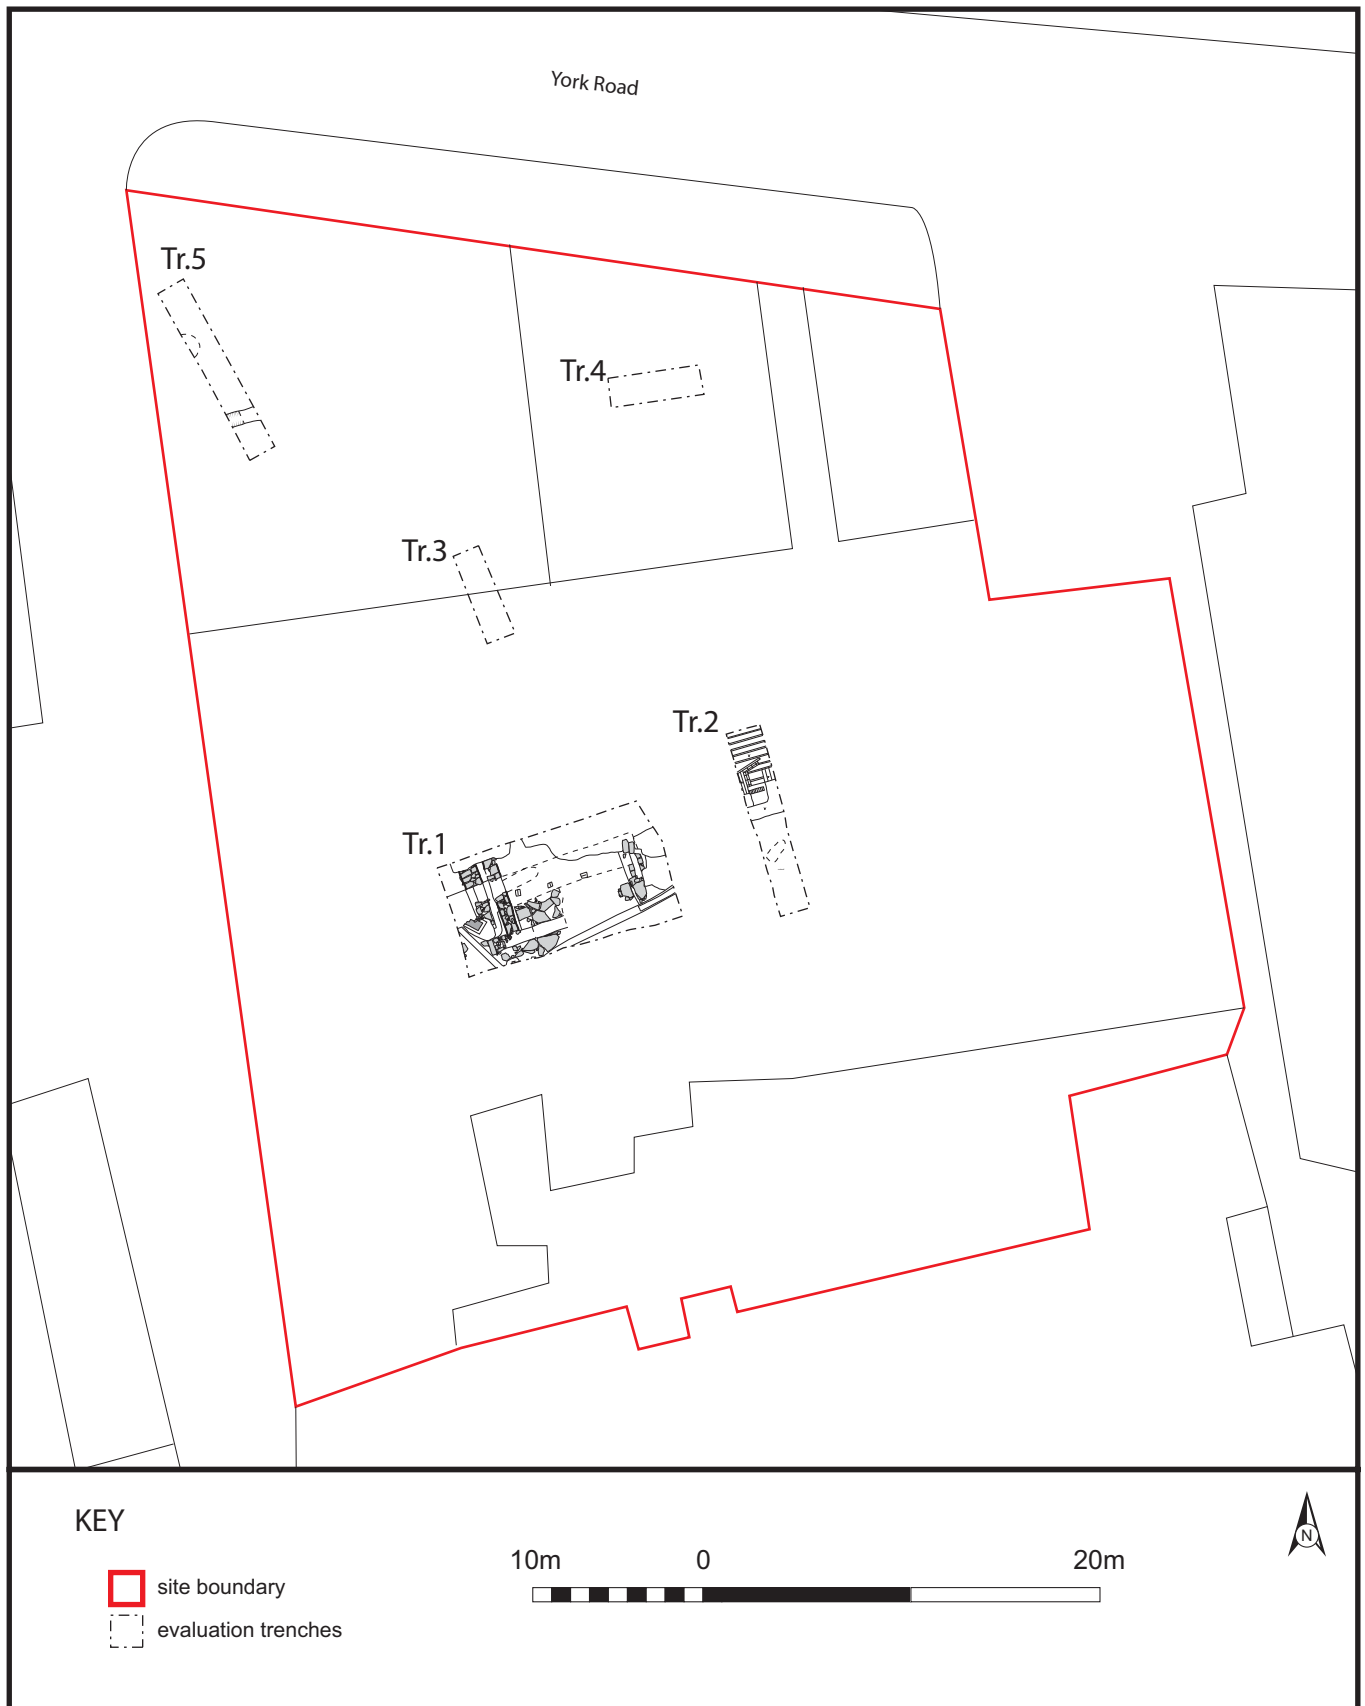 York Road
Tr.5
Tr.4
Tr.3
Tr.2
Tr.1
KEY
site boundary
evaluation trenches
10m 0 20m
N